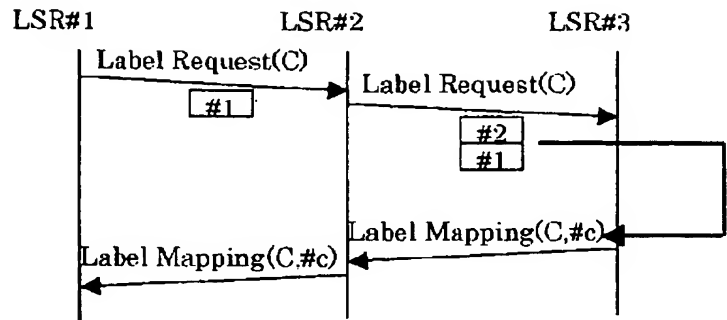 LSR#1 LSR#2 LSR#3
Label Request(C)
Label Request(C)
#1
#2
#1
Label Mapping(C,#c)
Label Mapping(C,#c)